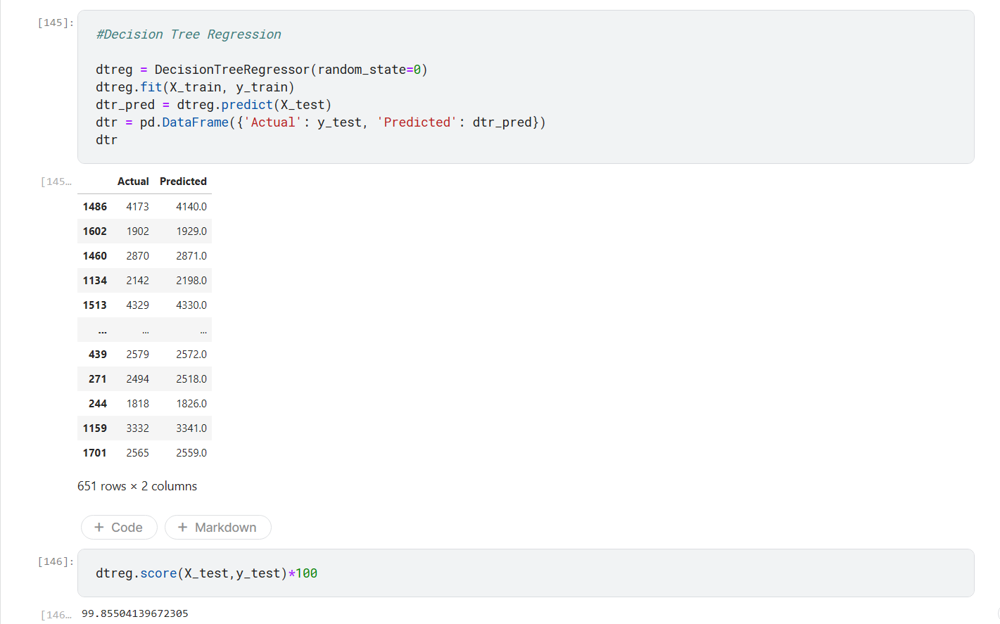 [145]:
#Decision Tree Regression
dtreg = DecisionTreeRegressor(random_state=0)
dtreg.fit(X_train, y_train)
dtr_pred = dtreg.predict(X_test)
dtr = pd.DataFrame({'Actual': y_test, 'Predicted': dtr_pred})
dtr
[145…
Actual Predicted
1486 4173 4140.0
1602 1902 1929.0
1460 2870 2871.0
1134 2142 2198.0
1513 4329 4330.0
... ... ...
439 2579 2572.0
271 2494 2518.0
244 1818 1826.0
1159 3332 3341.0
1701 2565 2559.0
651 rows × 2 columns
+ Code + Markdown
[146]:
dtreg.score(X_test,y_test)*100
[146… 99.85504139672305